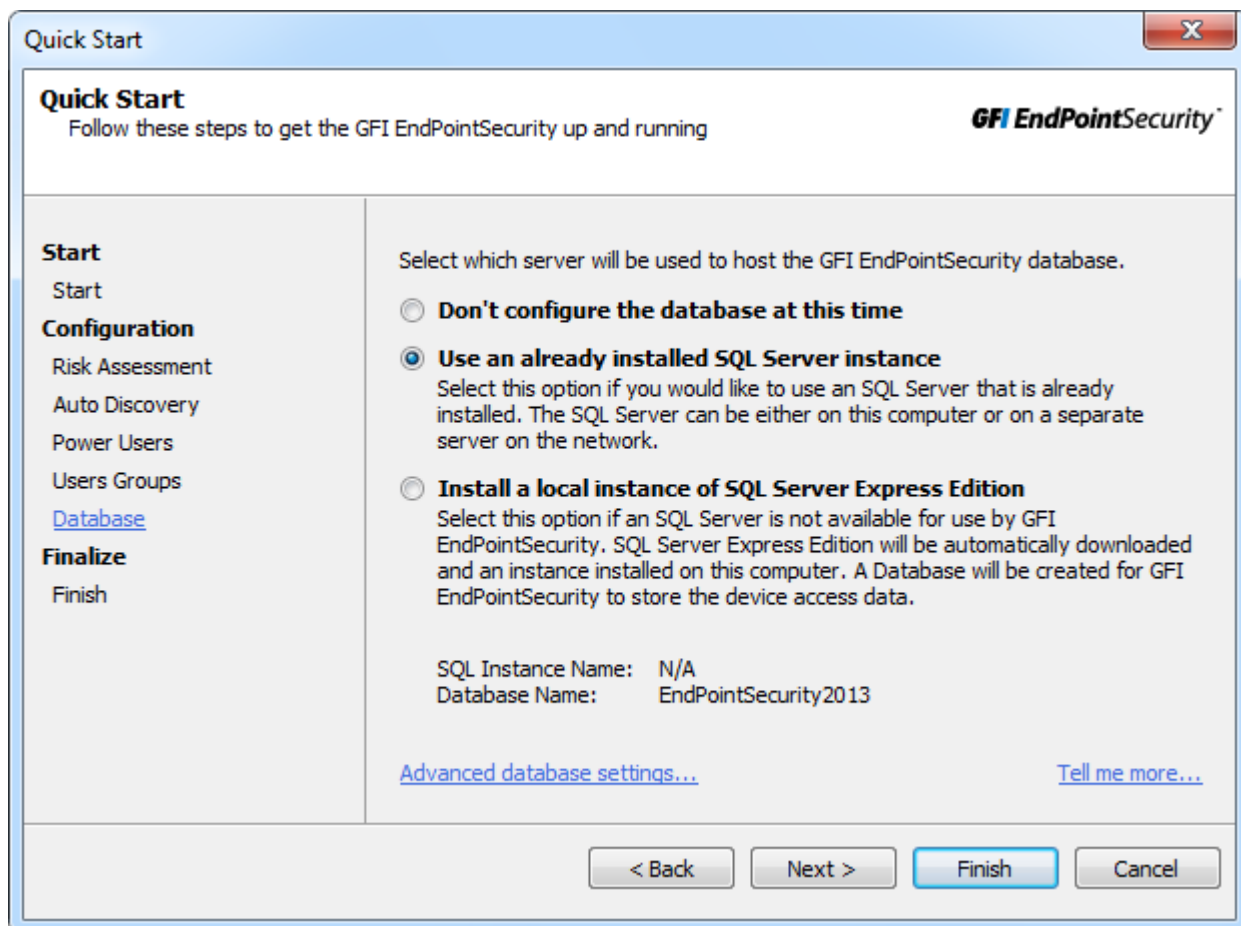 Quick Start
Quick Start
Follow these steps to get the GFI EndPointSecurity up and running
GFI EndPointSecurity
Start
Start
Configuration
Risk Assessment
Auto Discovery
Power Users
Users Groups
Database
Finalize
Finish
Select which server will be used to host the GFI EndPointSecurity database.
Don't configure the database at this time
Use an already installed SQL Server instance
Select this option if you would like to use an SQL Server that is already
installed. The SQL Server can be either on this computer or on a separate
server on the network.
Install a local instance of SQL Server Express Edition
Select this option if an SQL Server is not available for use by GFI
EndPointSecurity. SQL Server Express Edition will be automatically downloaded
and an instance installed on this computer. A Database will be created for GFI
EndPointSecurity to store the device access data.
SQL Instance Name: N/A
Database Name: EndPointSecurity2013
Advanced database settings... Tell me more...
< Back Next > Finish Cancel